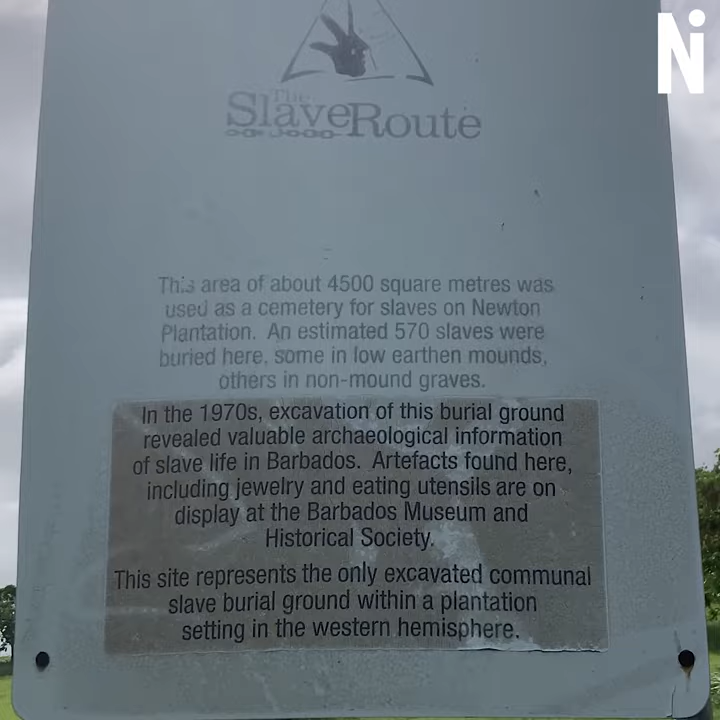 Ni
The
SlaveRoute
This area of about 4500 square metres was
used as a cemetery for slaves on Newton
Plantation. An estimated 570 slaves were
buried here, some in low earthen mounds,
others in non-mound graves.
In the 1970s, excavation of this burial ground
revealed valuable archaeological information
of slave life in Barbados. Artefacts found here,
including jewelry and eating utensils are on
display at the Barbados Museum and
Historical Society.
This site represents the only excavated communal
slave burial ground within a plantation
setting in the western hemisphere.